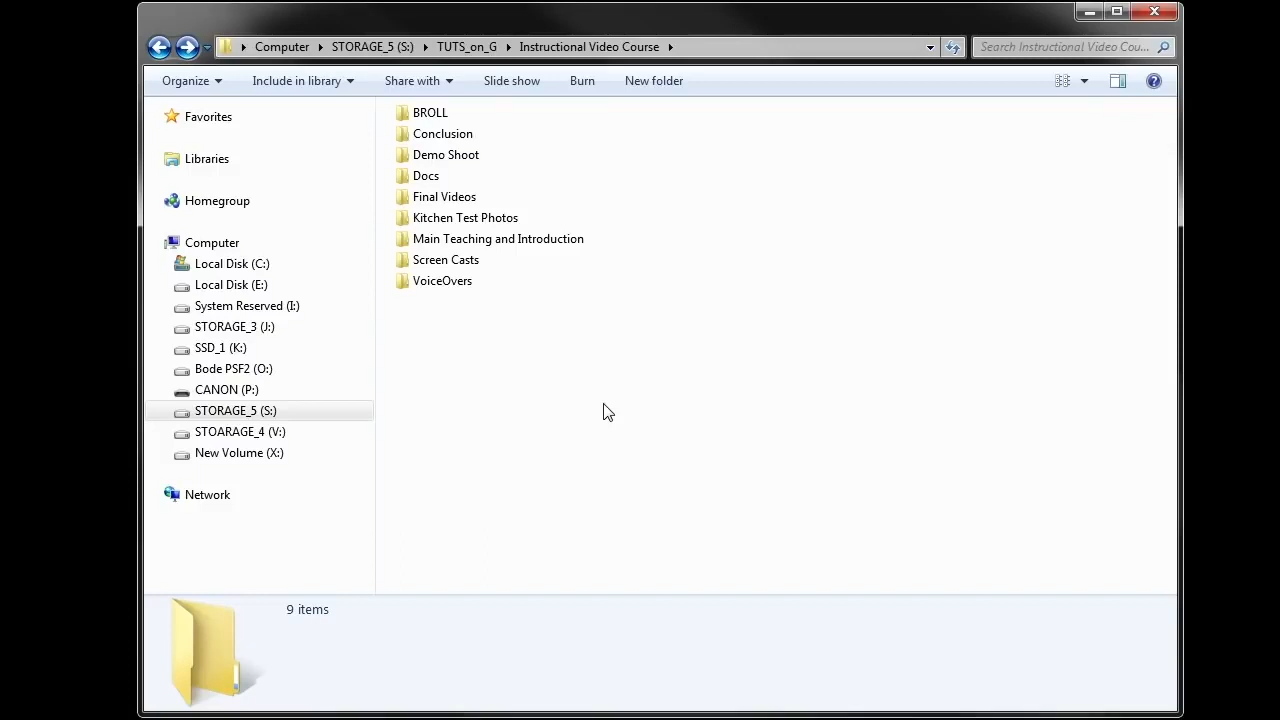 Computer STORAGE_5 (S:) TUTS_on_G Instructional Video Course Search Instructional Video Cou...
Organize Include in library Share with Slide show Burn New folder
Favorites
Libraries
Homegroup
Computer
Local Disk (C:)
Local Disk (E:)
System Reserved (I:)
STORAGE_3 (J:)
SSD_1 (K:)
Bode PSF2 (O:)
CANON (P:)
STORAGE_5 (S:)
STOARAGE_4 (V:)
New Volume (X:)
Network
BROLL
Conclusion
Demo Shoot
Docs
Final Videos
Kitchen Test Photos
Main Teaching and Introduction
Screen Casts
VoiceOvers
9 items